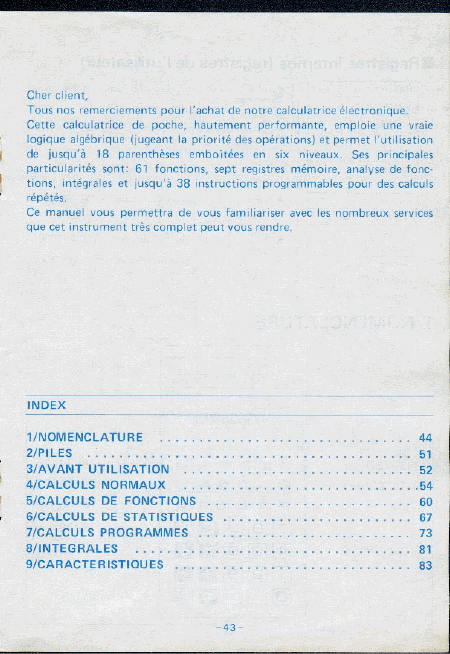 Cher client,
Tous nos remerciements pour l'achat de notre calculatrice électronique.
Cette calculatrice de poche, hautement performante, emploie une vraie
logique algébrique (jugeant la priorité des opérations) et permet l'utilisation
de jusqu'à 18 parenthèses emboitées en six niveaux. Ses principales
particularités sont: 61 fonctions, sept registres mémoire, analyse de fonc-
tions, intégrales et jusqu'à 38 instructions programmables pour des calculs
répétés.
Ce manuel vous permettra de vous familiariser avec les nombreux services
que cet instrument très complet peut vous rendre.
INDEX
1/NOMENCLATURE ................................ 44
2/PILES ......................................... 51
3/AVANT UTILISATION ............................. 52
4/CALCULS NORMAUX ............................. 54
5/CALCULS DE FONCTIONS .......................... 60
6/CALCULS DE STATISTIQUES ........................ 67
7/CALCULS PROGRAMMES ........................... 73
8/INTEGRALES ................................... 81
9/CARACTERISTIQUES .............................. 83
-43-